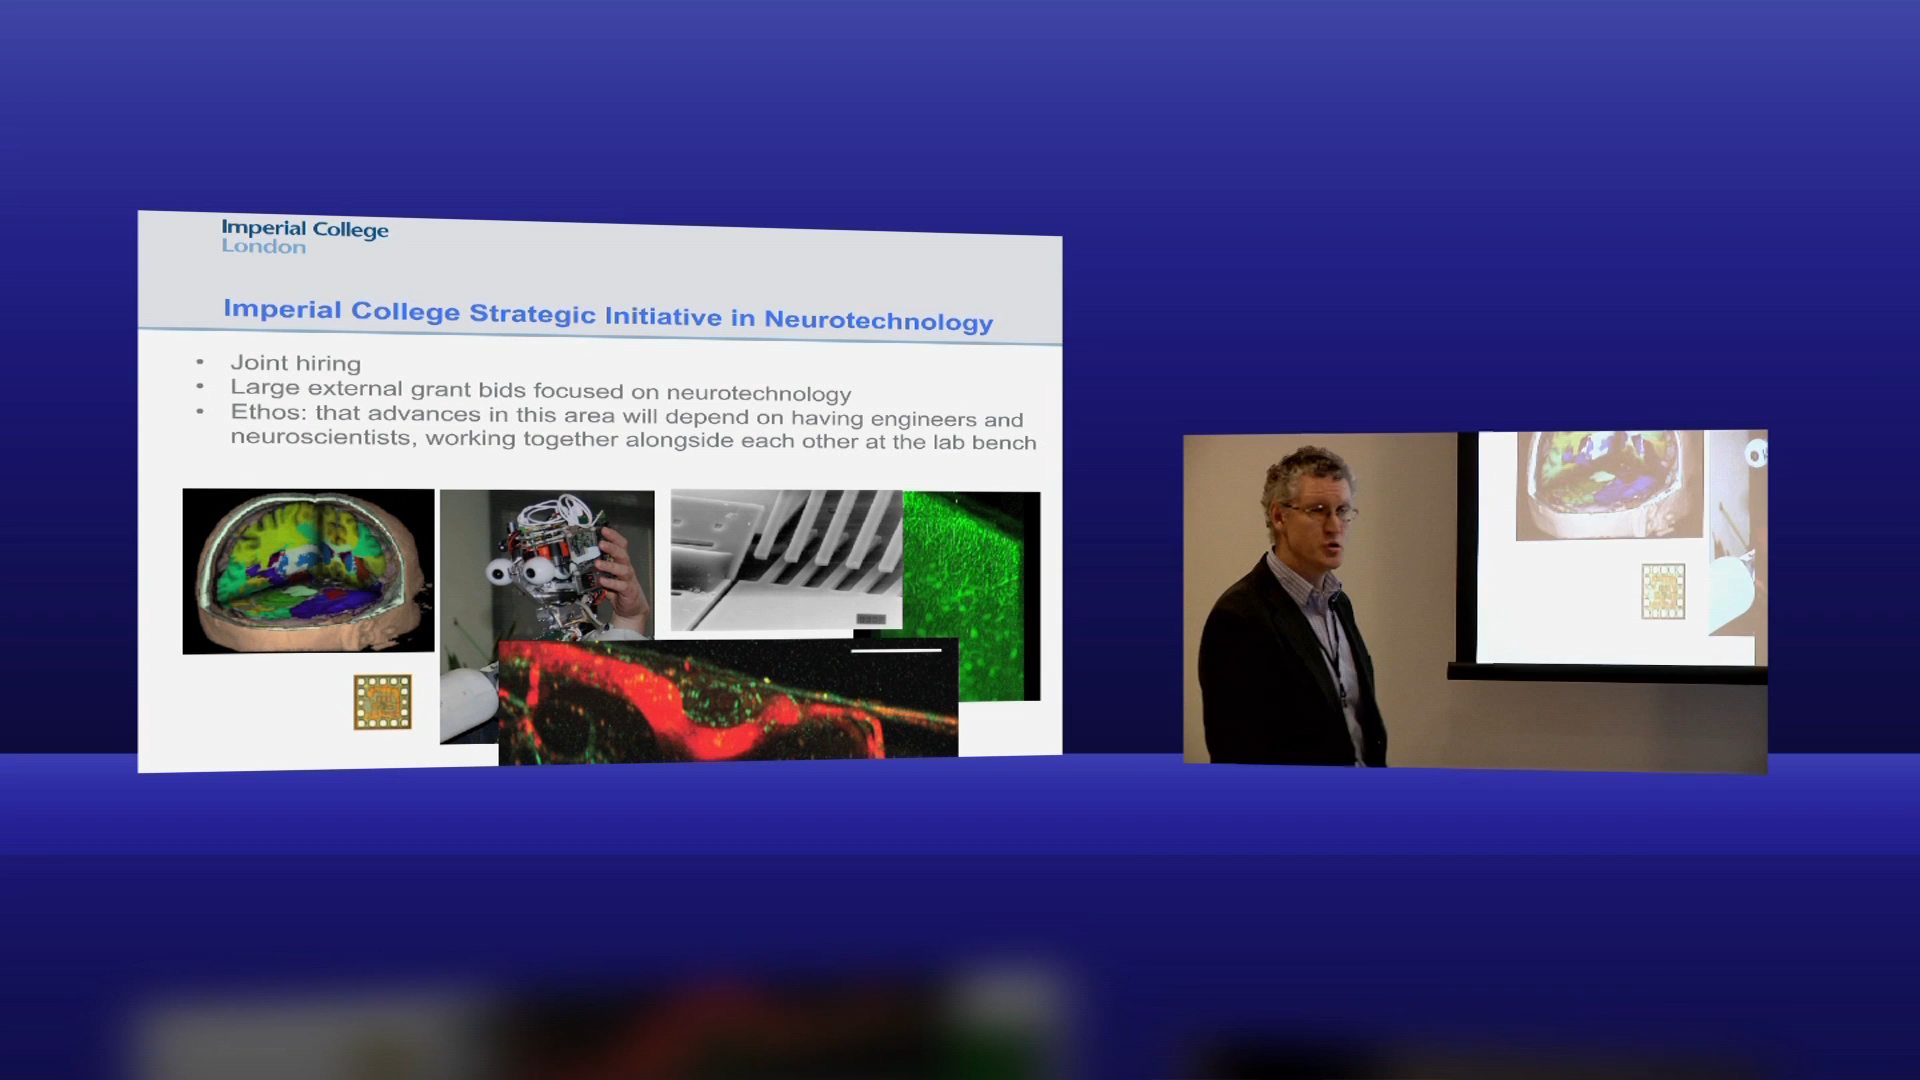 Imperial College
London
Imperial College Strategic Initiative in Neurotechnology
• Joint hiring
• Large external grant bids focused on neurotechnology
• Ethos: that advances in this area will depend on having engineers and
neuroscientists, working together alongside each other at the lab bench